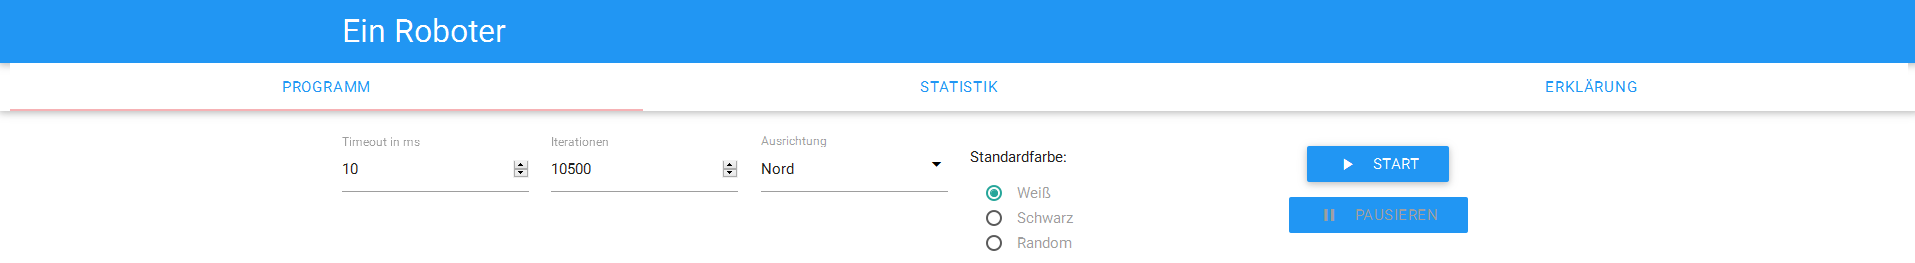 Ein Roboter
PROGRAMM
STATISTIK
ERKLÄRUNG
Timeout in ms
10
Iterationen
10500
Ausrichtung
Nord
Standardfarbe:
Weiß
Schwarz
Random
START
PAUSIEREN